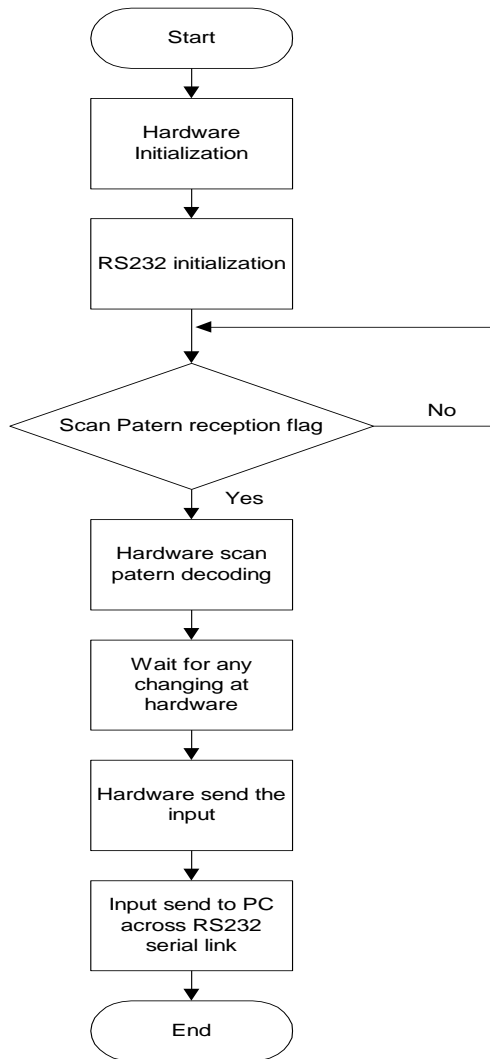 Start
Hardware
Initialization
RS232 initialization
Scan Patern reception flag
No
Yes
Hardware scan
patern decoding
Wait for any
changing at
hardware
Hardware send the
input
Input send to PC
across RS232
serial link
End